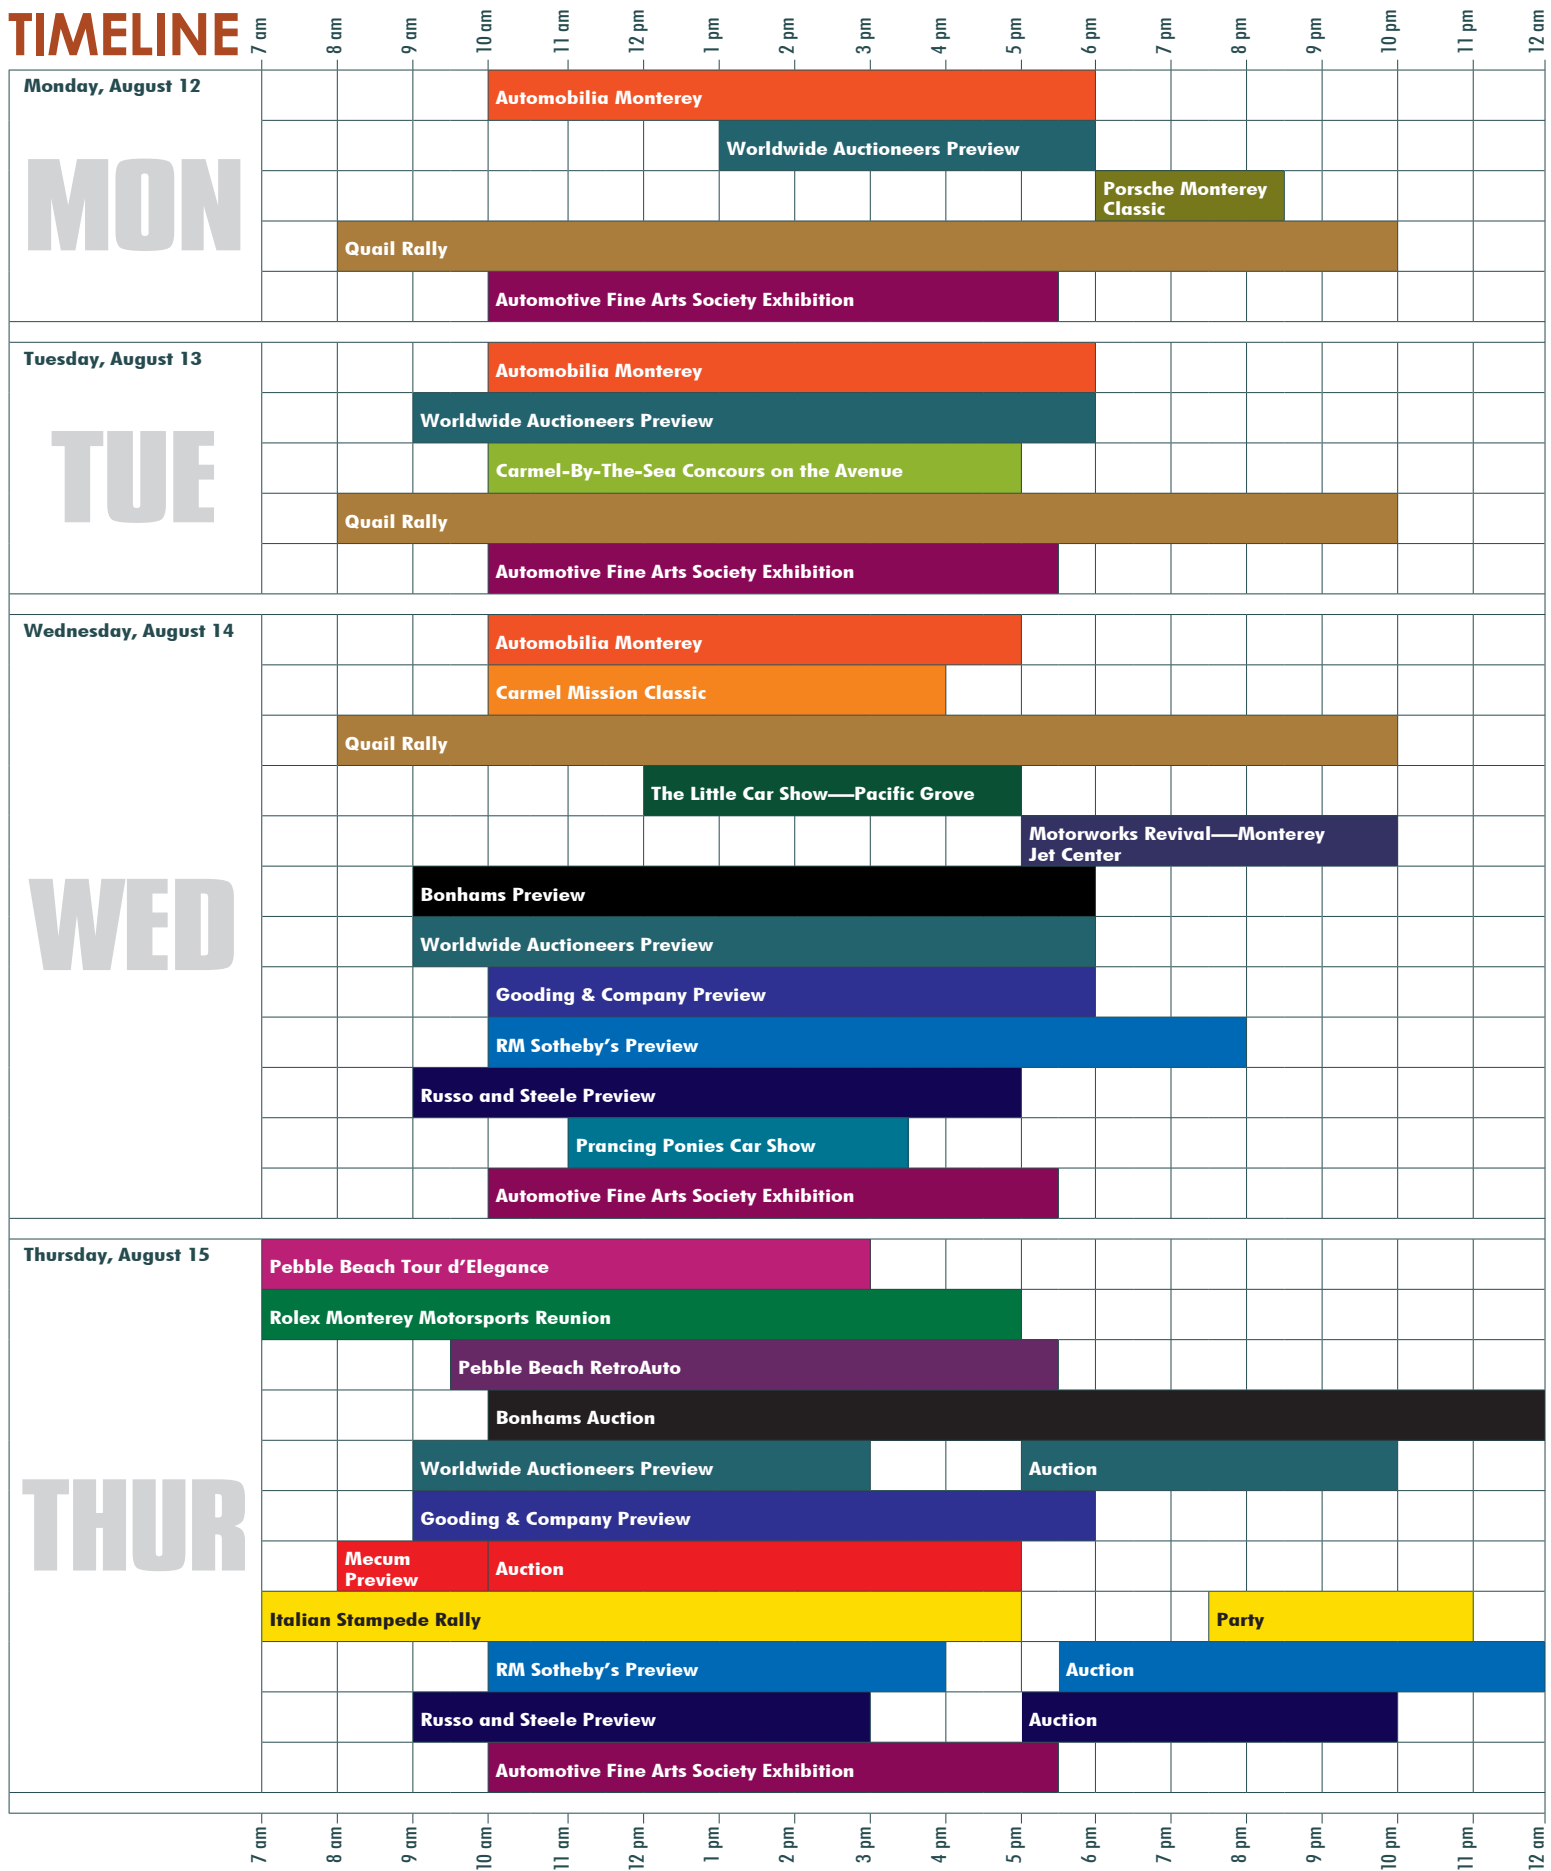 TIMELINE
7 am 8 am 9 am 10 am 11 am 12 pm 1 pm 2 pm 3 pm 4 pm 5 pm 6 pm 7 pm 8 pm 9 pm 10 pm 11 pm 12 am
Monday, August 12
MON
Automobilia Monterey
Worldwide Auctioneers Preview
Porsche Monterey
Classic
Quail Rally
Automotive Fine Arts Society Exhibition
Tuesday, August 13
TUE
Automobilia Monterey
Worldwide Auctioneers Preview
Carmel-By-The-Sea Concours on the Avenue
Quail Rally
Automotive Fine Arts Society Exhibition
Wednesday, August 14
WED
Automobilia Monterey
Carmel Mission Classic
Quail Rally
The Little Car Show—Pacific Grove
Motorworks Revival—Monterey
Jet Center
Bonhams Preview
Worldwide Auctioneers Preview
Gooding & Company Preview
RM Sotheby’s Preview
Russo and Steele Preview
Prancing Ponies Car Show
Automotive Fine Arts Society Exhibition
Thursday, August 15
THUR
Pebble Beach Tour d’Elegance
Rolex Monterey Motorsports Reunion
Pebble Beach RetroAuto
Bonhams Auction
Worldwide Auctioneers Preview Auction
Gooding & Company Preview
Mecum
Preview
Auction
Italian Stampede Rally Party
RM Sotheby’s Preview Auction
Russo and Steele Preview Auction
Automotive Fine Arts Society Exhibition
7 am 8 am 9 am 10 am 11 am 12 pm 1 pm 2 pm 3 pm 4 pm 5 pm 6 pm 7 pm 8 pm 9 pm 10 pm 11 pm 12 am